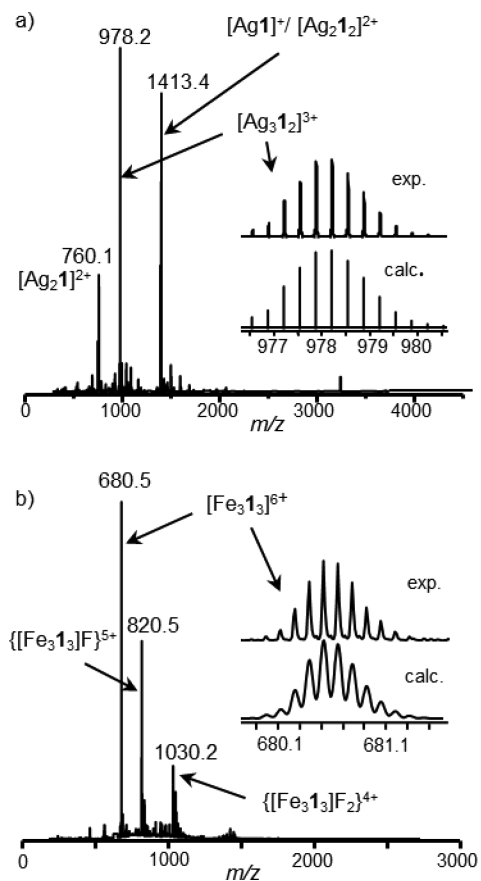 a)
[Ag1]⁺/ [Ag₂1₂]²⁺
978.2
1413.4
[Ag₃1₂]³⁺
exp.
760.1
[Ag₂1]²⁺
calc.
977 978 979 980
0 1000 2000 3000 4000
m/z
b)
680.5
[Fe₃1₃]⁶⁺
exp.
820.5
{[Fe₃1₃]F}⁵⁺
calc.
680.1 681.1
1030.2
{[Fe₃1₃]F₂}⁴⁺
0 1000 2000 3000
m/z